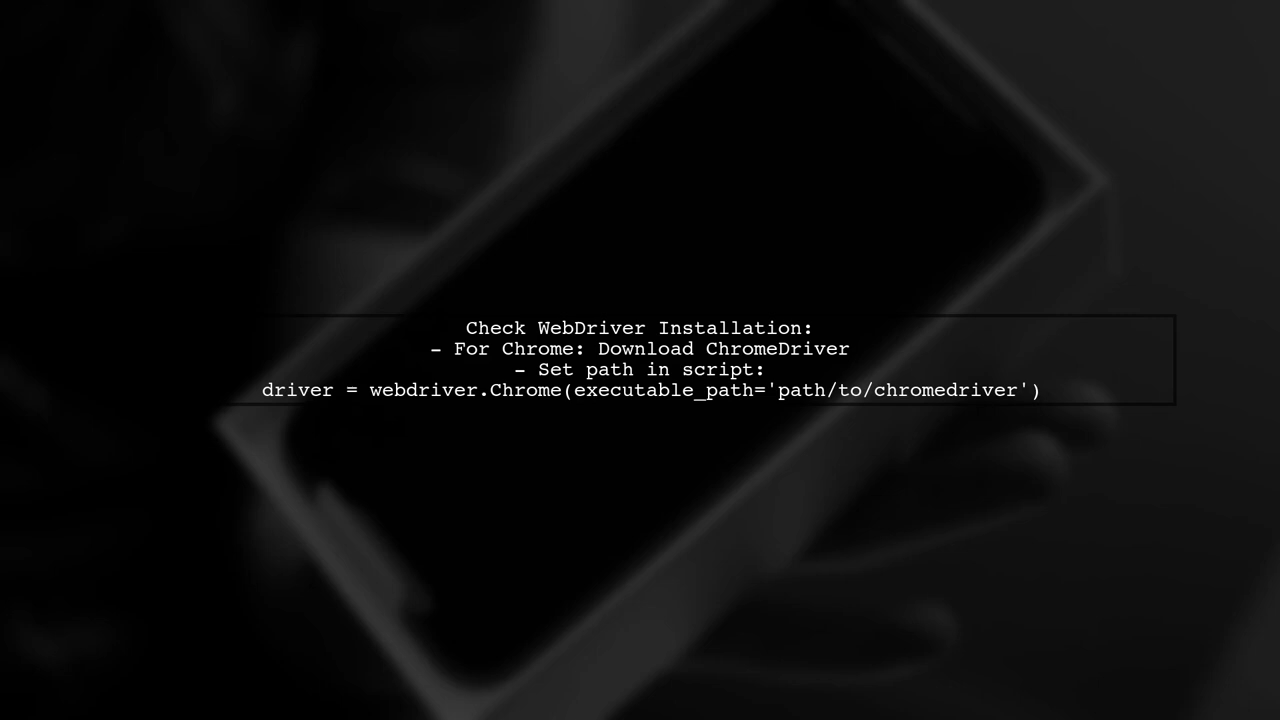 Check WebDriver Installation:
- For Chrome: Download ChromeDriver
- Set path in script:
driver = webdriver.Chrome(executable_path='path/to/chromedriver')